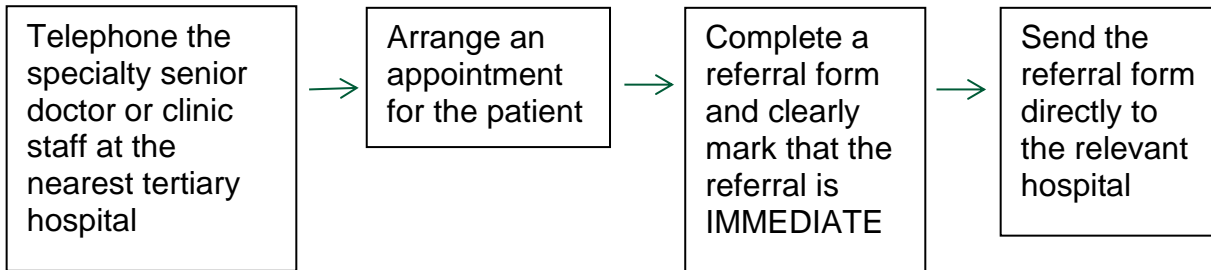 Telephone the
specialty senior
doctor or clinic
staff at the
nearest tertiary
hospital
Arrange an
appointment
for the patient
Complete a
referral form
and clearly
mark that the
referral is
IMMEDIATE
Send the
referral form
directly to
the relevant
hospital